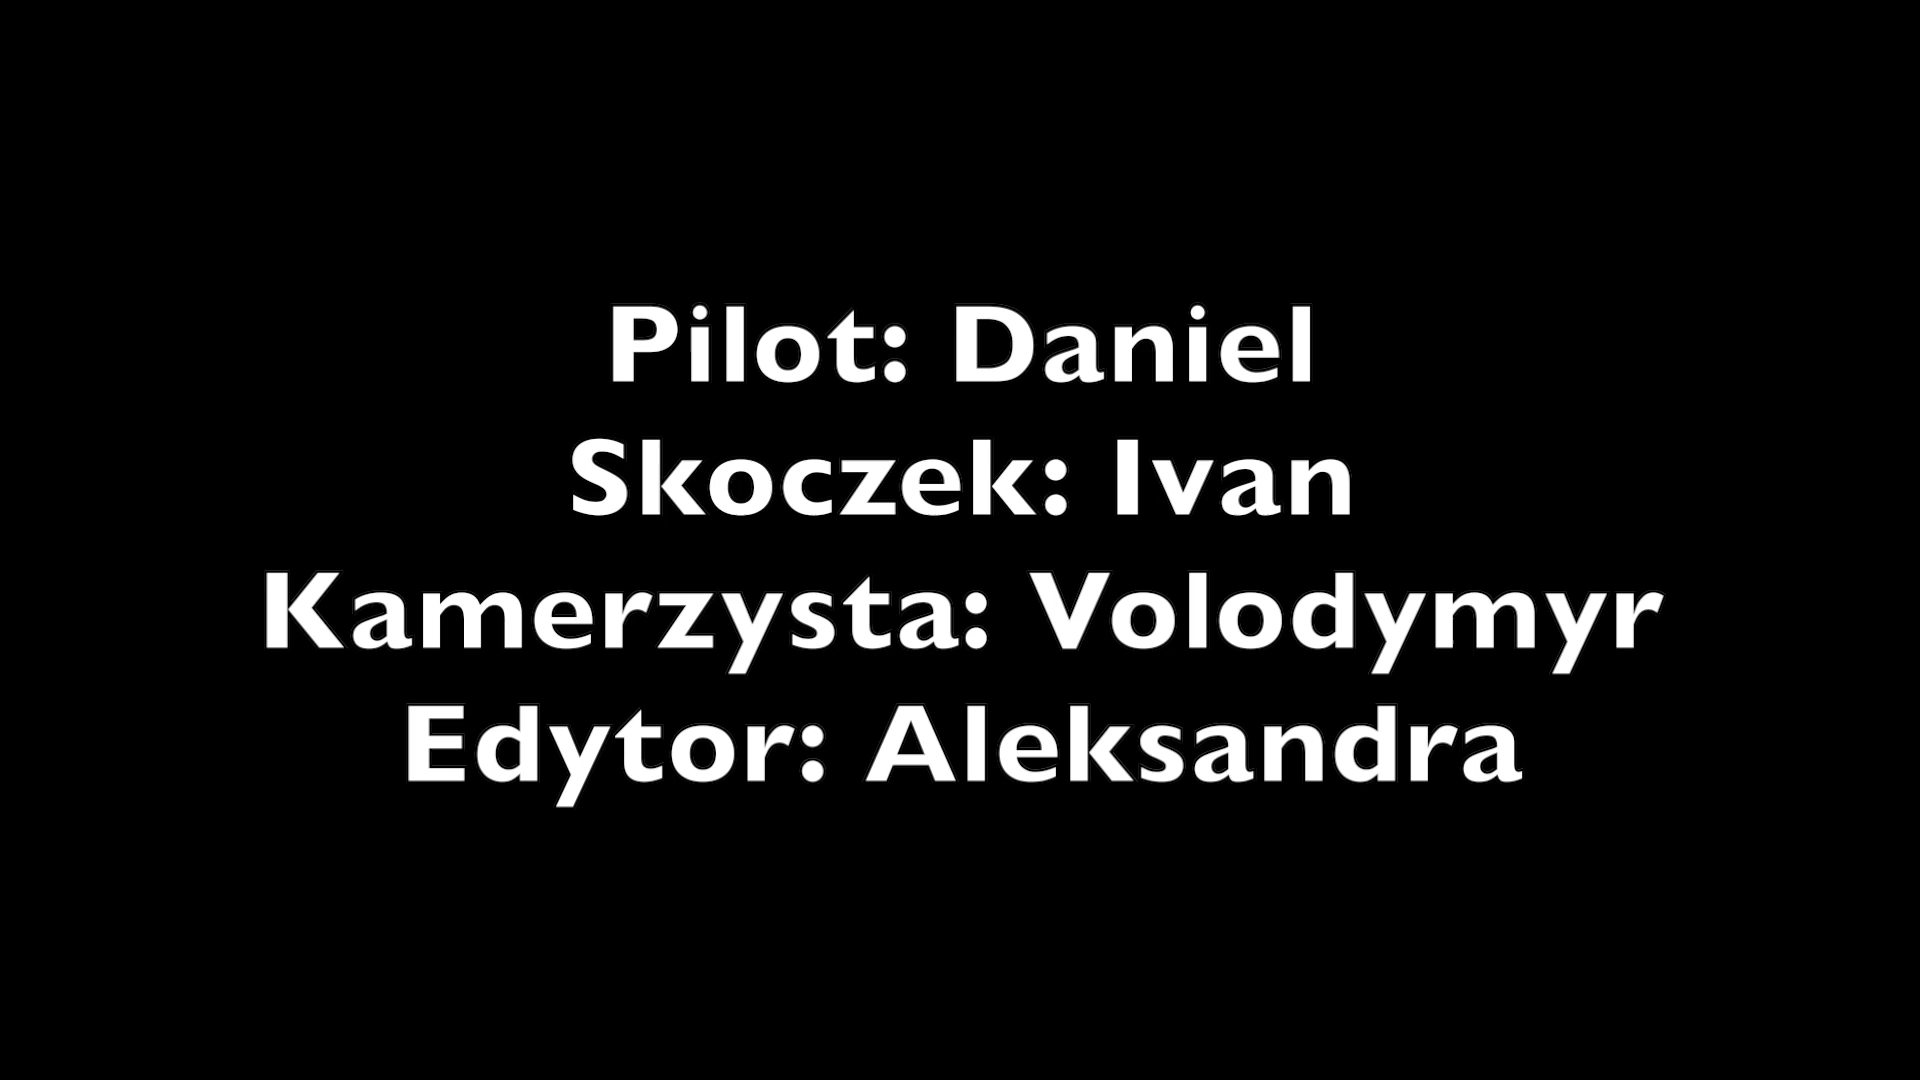 Pilot: Daniel
Skoczek: Ivan
Kamerzysta: Volodymyr
Edytor: Aleksandra